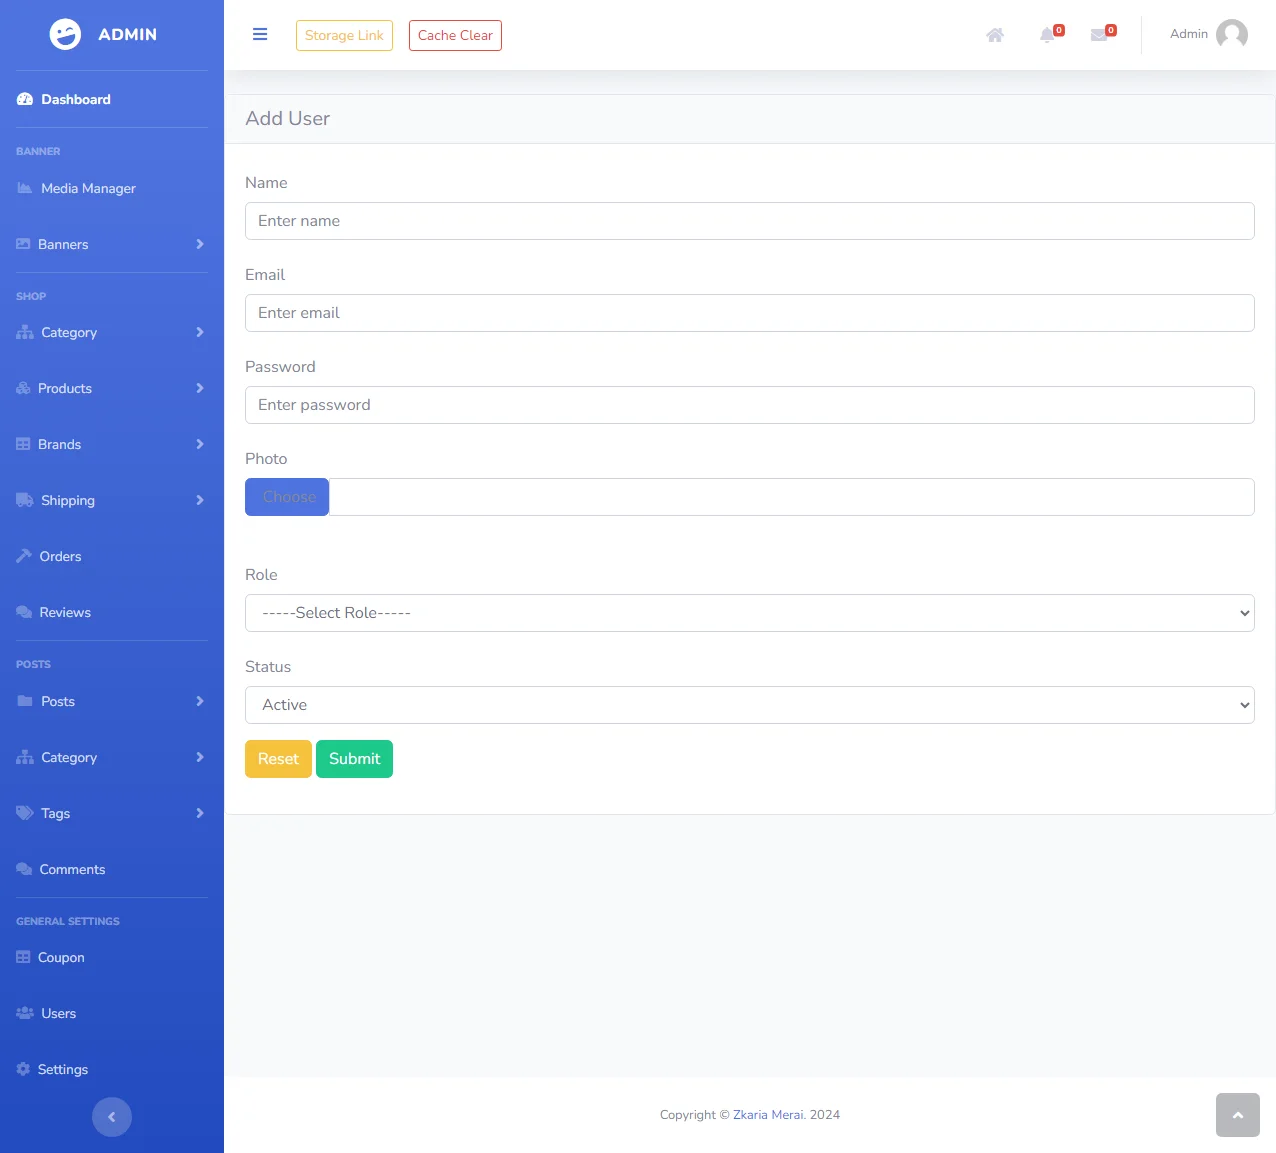 ADMIN
Dashboard
BANNER
Media Manager
Banners
SHOP
Category
Products
Brands
Shipping
Orders
Reviews
POSTS
Posts
Category
Tags
Comments
GENERAL SETTINGS
Coupon
Users
Settings
Storage Link
Cache Clear
0
0
Admin
Add User
Name
Enter name
Email
Enter email
Password
Enter password
Photo
Choose
Role
-----Select Role-----
Status
Active
Reset
Submit
Copyright © Zkaria Merai. 2024